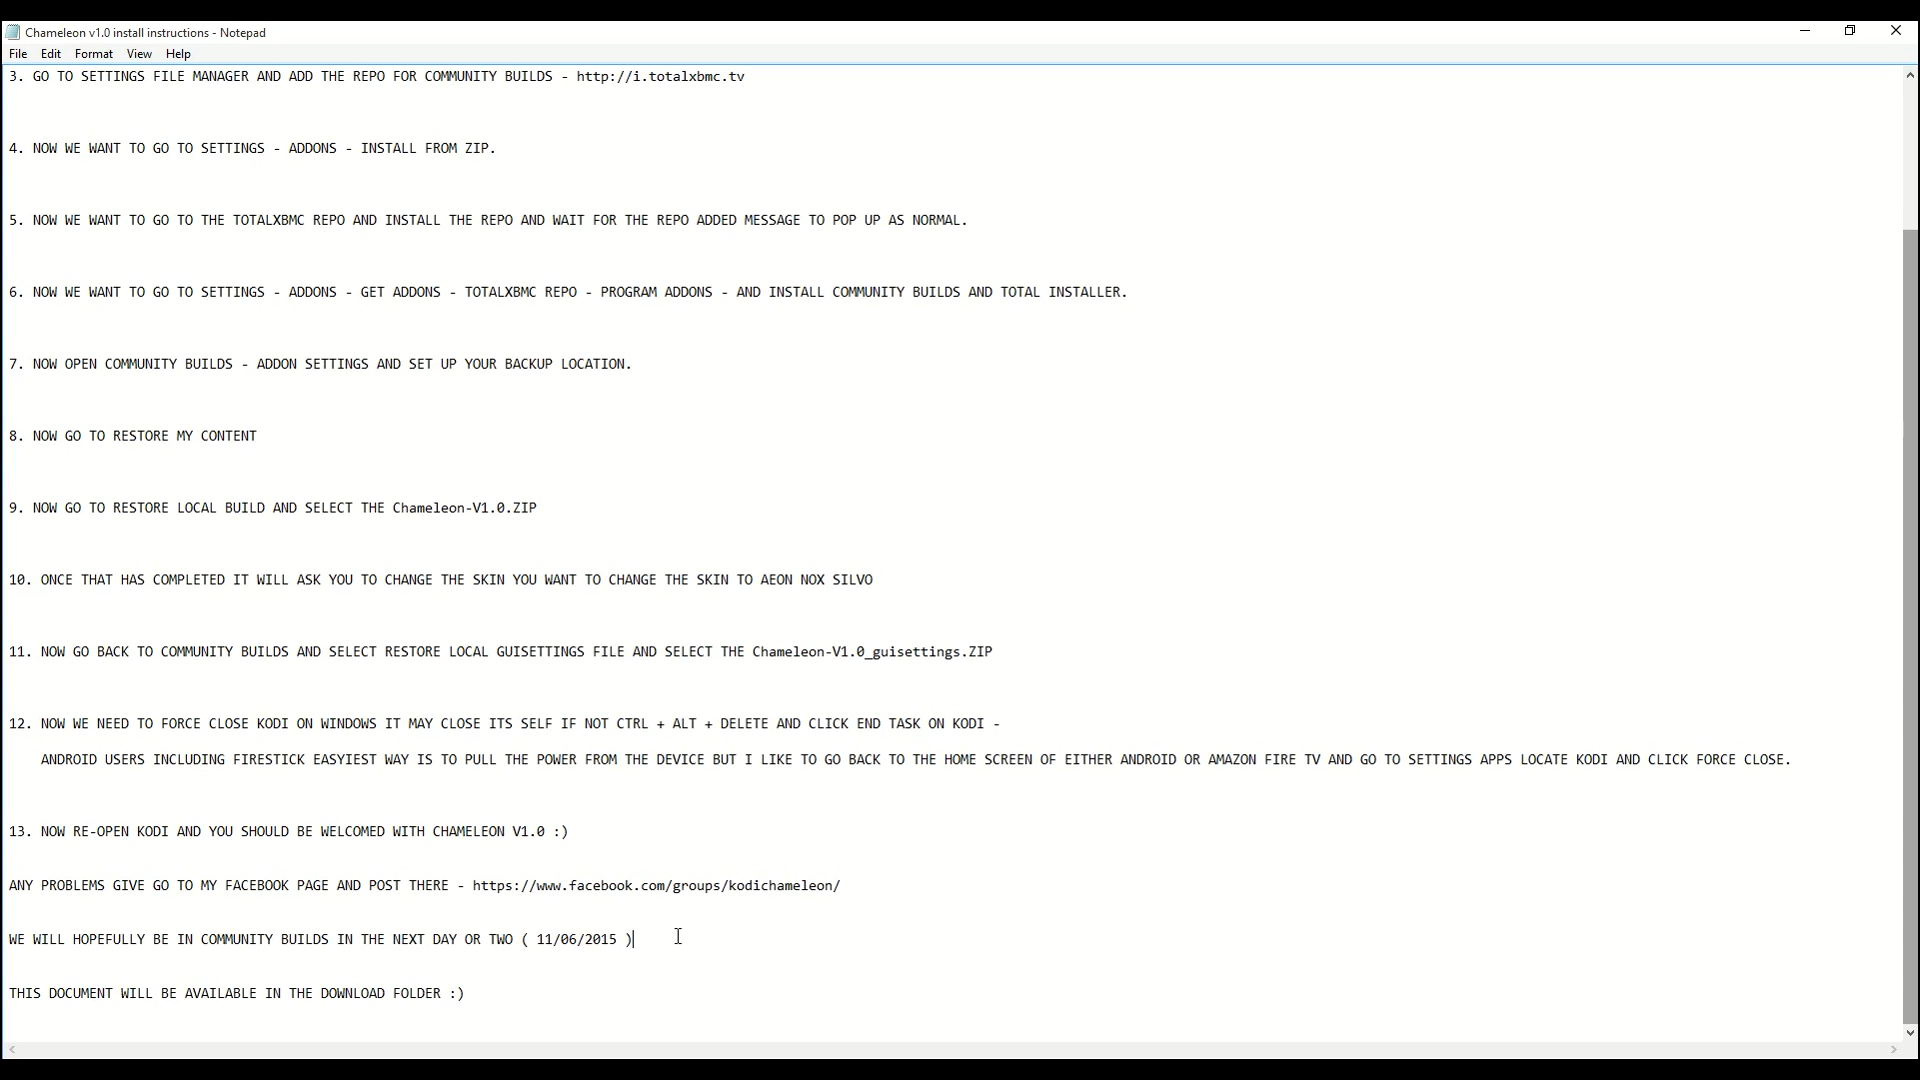 Chameleon v1.0 install instructions - Notepad
File Edit Format View Help
3. GO TO SETTINGS FILE MANAGER AND ADD THE REPO FOR COMMUNITY BUILDS - http://i.totalxbmc.tv
4. NOW WE WANT TO GO TO SETTINGS - ADDONS - INSTALL FROM ZIP.
5. NOW WE WANT TO GO TO THE TOTALXBMC REPO AND INSTALL THE REPO AND WAIT FOR THE REPO ADDED MESSAGE TO POP UP AS NORMAL.
6. NOW WE WANT TO GO TO SETTINGS - ADDONS - GET ADDONS - TOTALXBMC REPO - PROGRAM ADDONS - AND INSTALL COMMUNITY BUILDS AND TOTAL INSTALLER.
7. NOW OPEN COMMUNITY BUILDS - ADDON SETTINGS AND SET UP YOUR BACKUP LOCATION.
8. NOW GO TO RESTORE MY CONTENT
9. NOW GO TO RESTORE LOCAL BUILD AND SELECT THE Chameleon-V1.0.ZIP
10. ONCE THAT HAS COMPLETED IT WILL ASK YOU TO CHANGE THE SKIN YOU WANT TO CHANGE THE SKIN TO AEON NOX SILVO
11. NOW GO BACK TO COMMUNITY BUILDS AND SELECT RESTORE LOCAL GUISETTINGS FILE AND SELECT THE Chameleon-V1.0_guisettings.ZIP
12. NOW WE NEED TO FORCE CLOSE KODI ON WINDOWS IT MAY CLOSE ITS SELF IF NOT CTRL + ALT + DELETE AND CLICK END TASK ON KODI -
ANDROID USERS INCLUDING FIRESTICK EASYIEST WAY IS TO PULL THE POWER FROM THE DEVICE BUT I LIKE TO GO BACK TO THE HOME SCREEN OF EITHER ANDROID OR AMAZON FIRE TV AND GO TO SETTINGS APPS LOCATE KODI AND CLICK FORCE CLOSE.
13. NOW RE-OPEN KODI AND YOU SHOULD BE WELCOMED WITH CHAMELEON V1.0 :)
ANY PROBLEMS GIVE GO TO MY FACEBOOK PAGE AND POST THERE - https://www.facebook.com/groups/kodichameleon/
WE WILL HOPEFULLY BE IN COMMUNITY BUILDS IN THE NEXT DAY OR TWO ( 11/06/2015 )
THIS DOCUMENT WILL BE AVAILABLE IN THE DOWNLOAD FOLDER :)